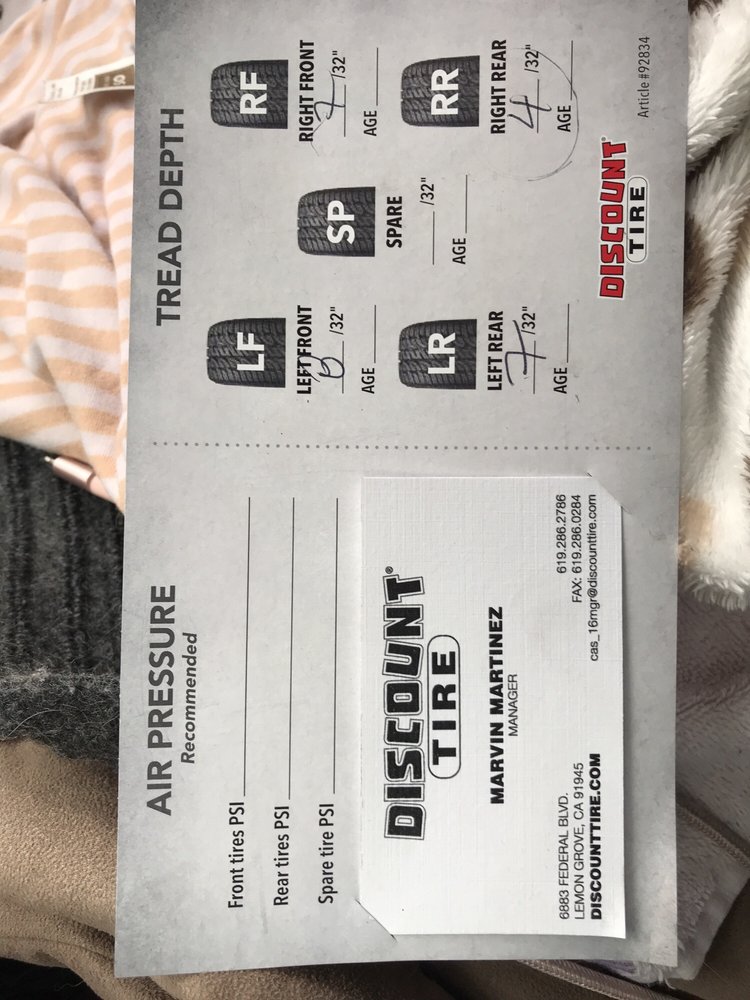 AIR PRESSURE
Recommended
Front tires PSI
Rear tires PSI
Spare tire PSI
DISCOUNT®
TIRE
MARVIN MARTINEZ
MANAGER
6883 FEDERAL BLVD.
LEMON GROVE, CA 91945
DISCOUNTTIRE.COM
619.286.2786
FAX: 619.286.0284
cas_16mgr@discounttire.com
TREAD DEPTH
LF
LEFT FRONT
8/32"
AGE
RF
RIGHT FRONT
7/32"
AGE
SP
SPARE
/32"
AGE
LR
LEFT REAR
7/32"
AGE
RR
RIGHT REAR
4/32"
AGE
DISCOUNT
TIRE
Article #92834